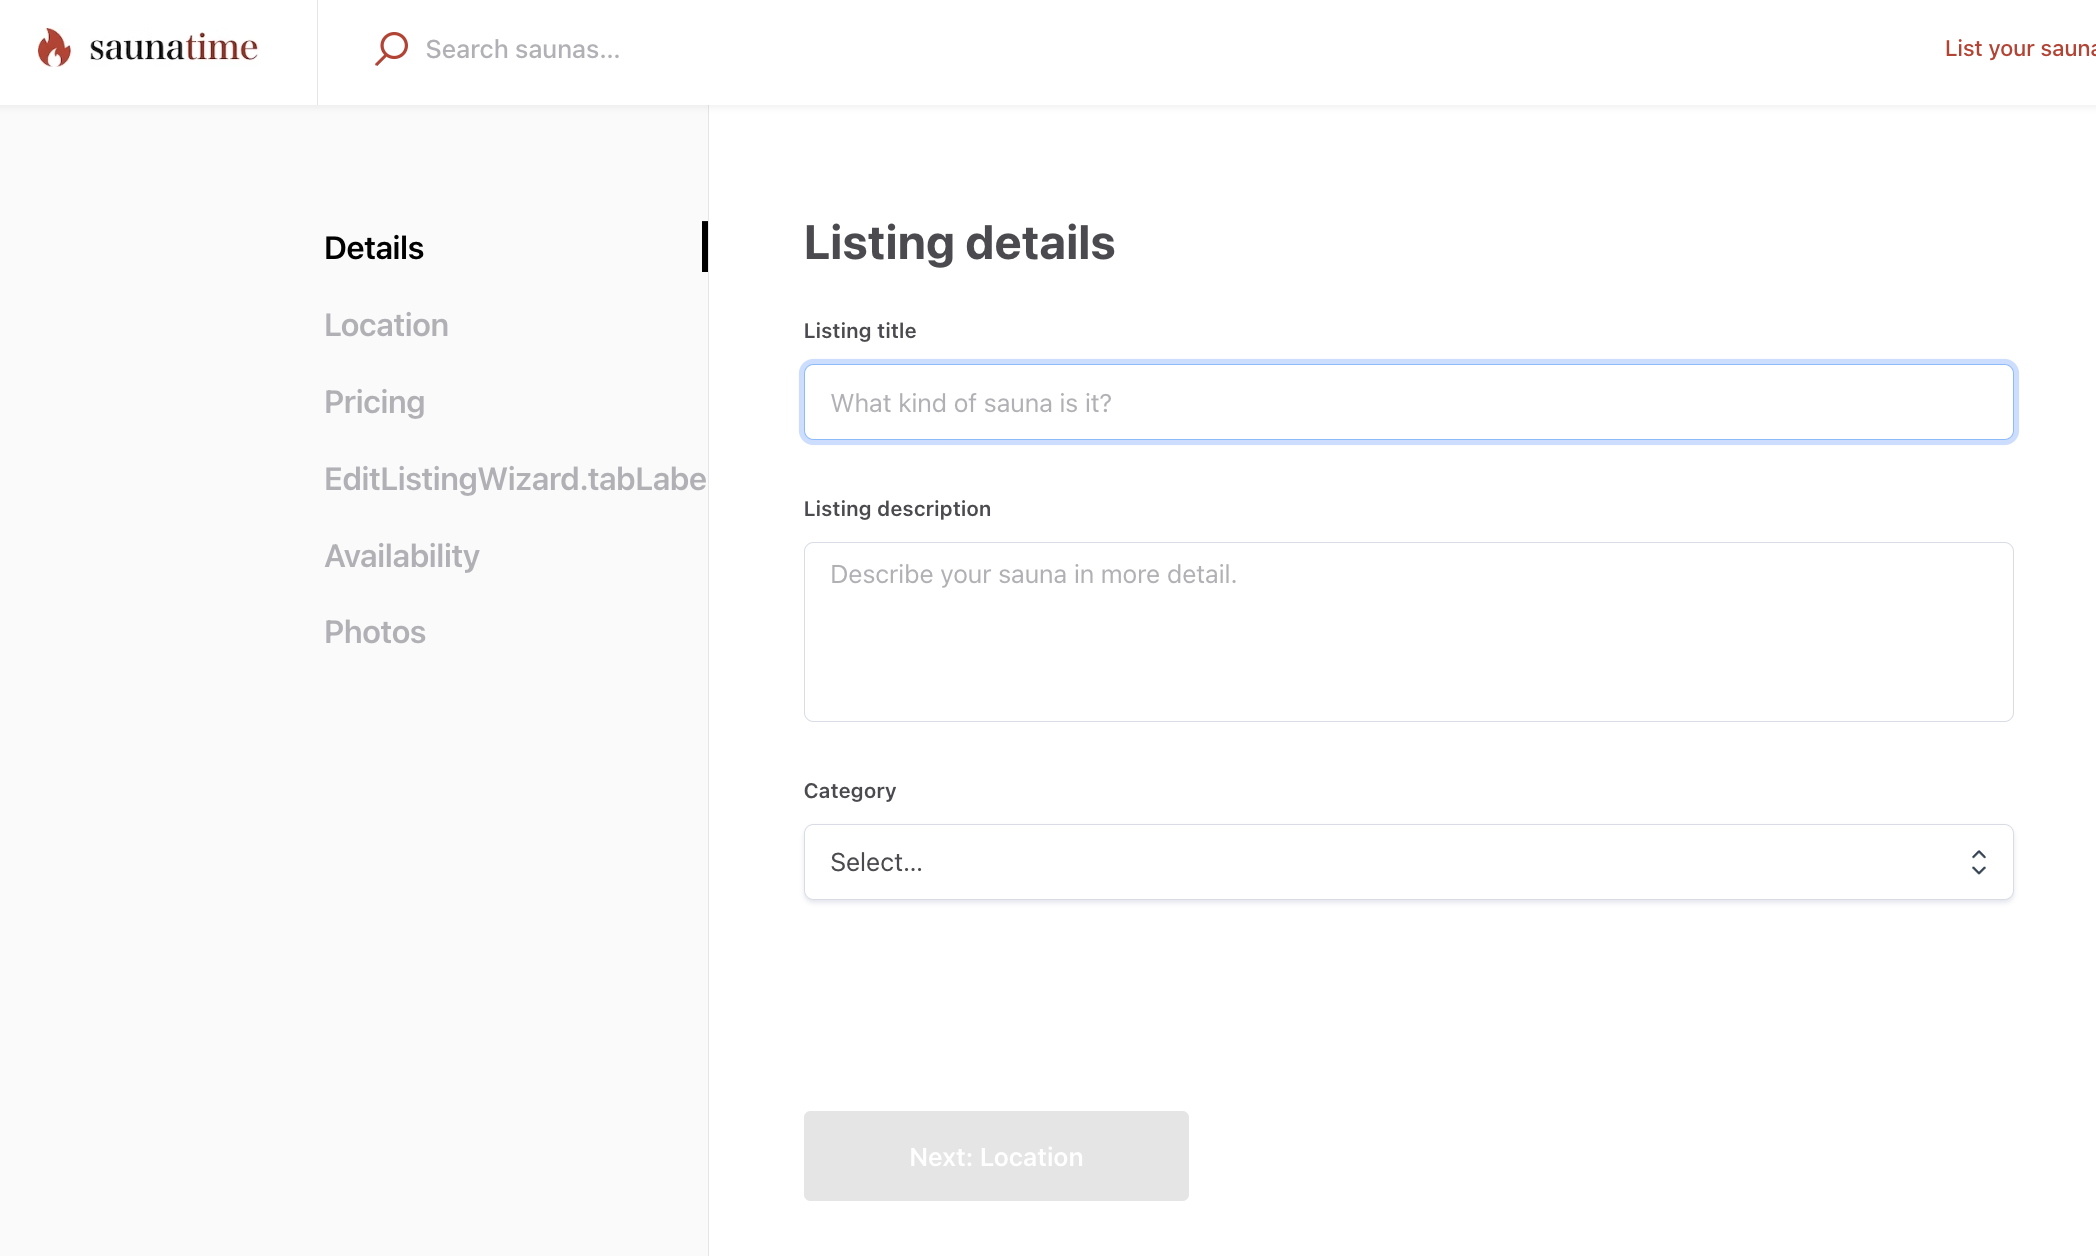 saunatime
Search saunas...
List your sauna
Details
Location
Pricing
EditListingWizard.tabLabe
Availability
Photos
Listing details
Listing title
What kind of sauna is it?
Listing description
Describe your sauna in more detail.
Category
Select...
Next: Location